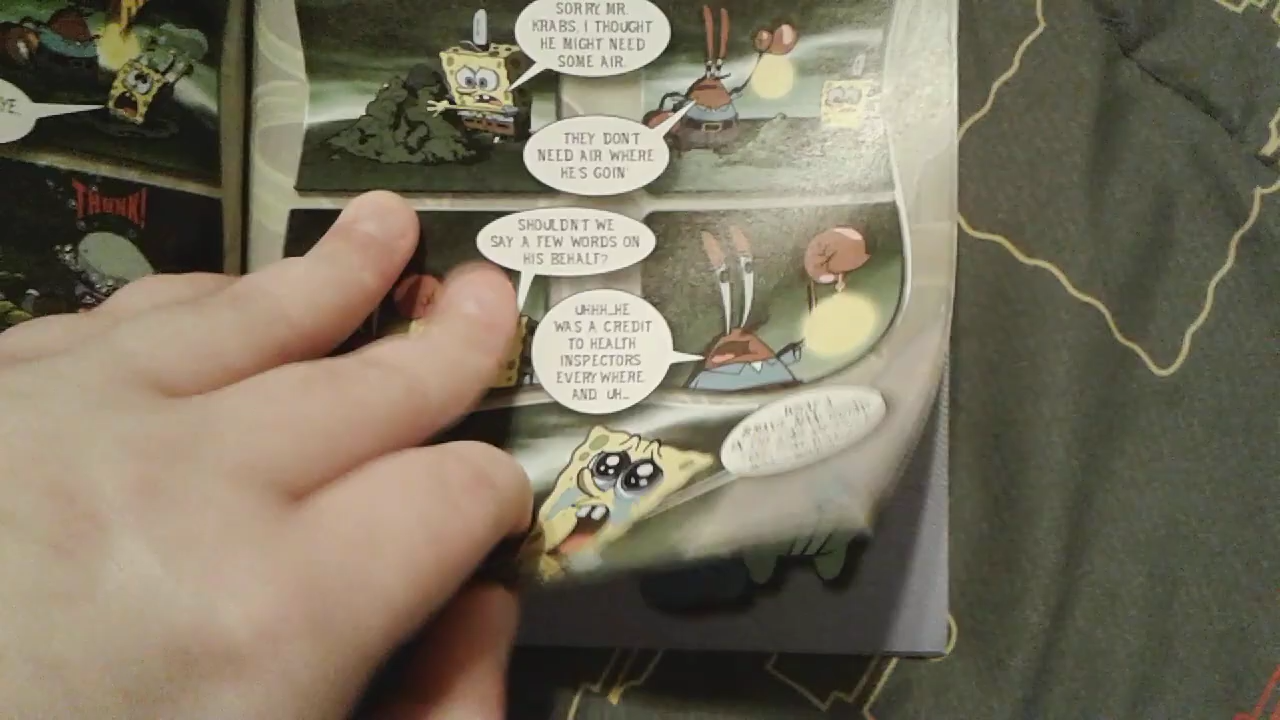 YE.
THUNK!
SORRY MR.
KRABS. I THOUGHT
HE MIGHT NEED
SOME AIR.
THEY DON'T
NEED AIR WHERE
HE'S GOIN'
SHOULDN'T WE
SAY A FEW WORDS ON
HIS BEHALF?
UHHH...HE
WAS A CREDIT
TO HEALTH
INSPECTORS
EVERYWHERE
AND UH...